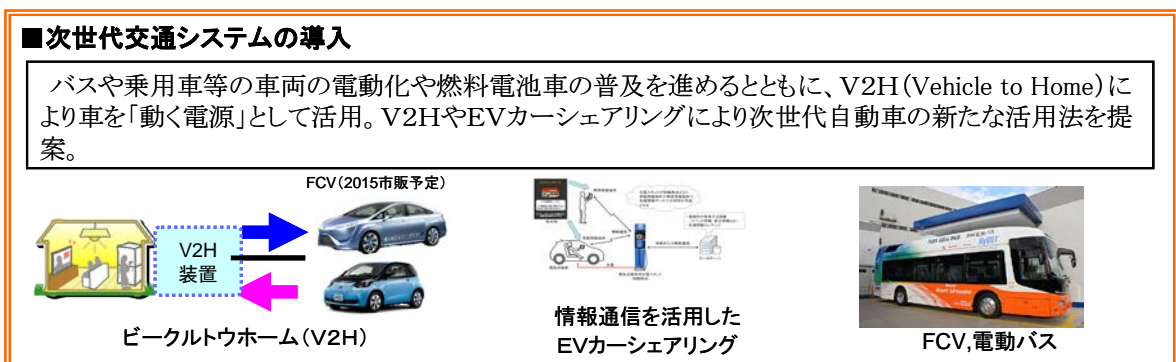 ■次世代交通システムの導入
バスや乗用車等の車両の電動化や燃料電池車の普及を進めるとともに、V2H(Vehicle to Home)に
より車を「動く電源」として活用。V2HやEVカーシェアリングにより次世代自動車の新たな活用法を提
案。
FCV(2015市販予定)
V2H
装置
ビークルトウホーム(V2H)
情報通信を活用した
EVカーシェアリング
FCV,電動バス